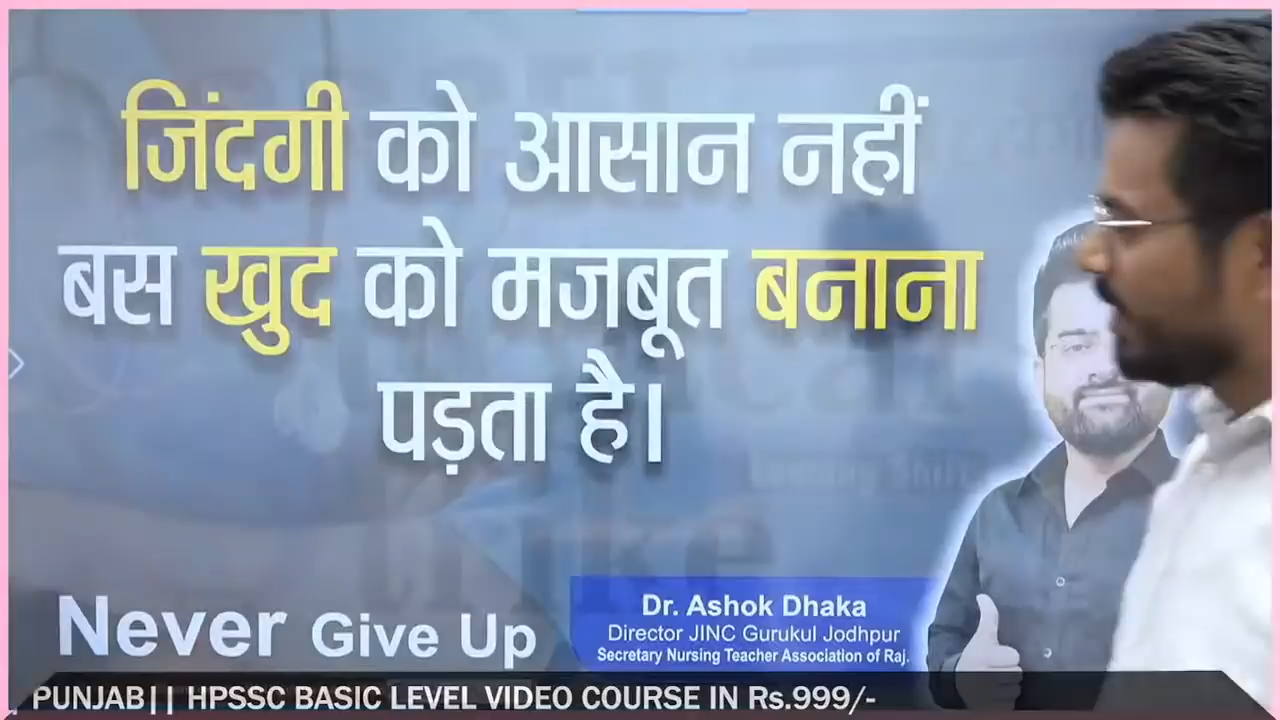 जिंदगी को आसान नहीं
बस खुद को मजबूत बनाना
पड़ता है।
Never Give Up
Dr. Ashok Dhaka
Director JINC Gurukul Jodhpur
Secretary Nursing Teacher Association of Raj.
PUNJAB|| HPSSC BASIC LEVEL VIDEO COURSE IN Rs.999/-